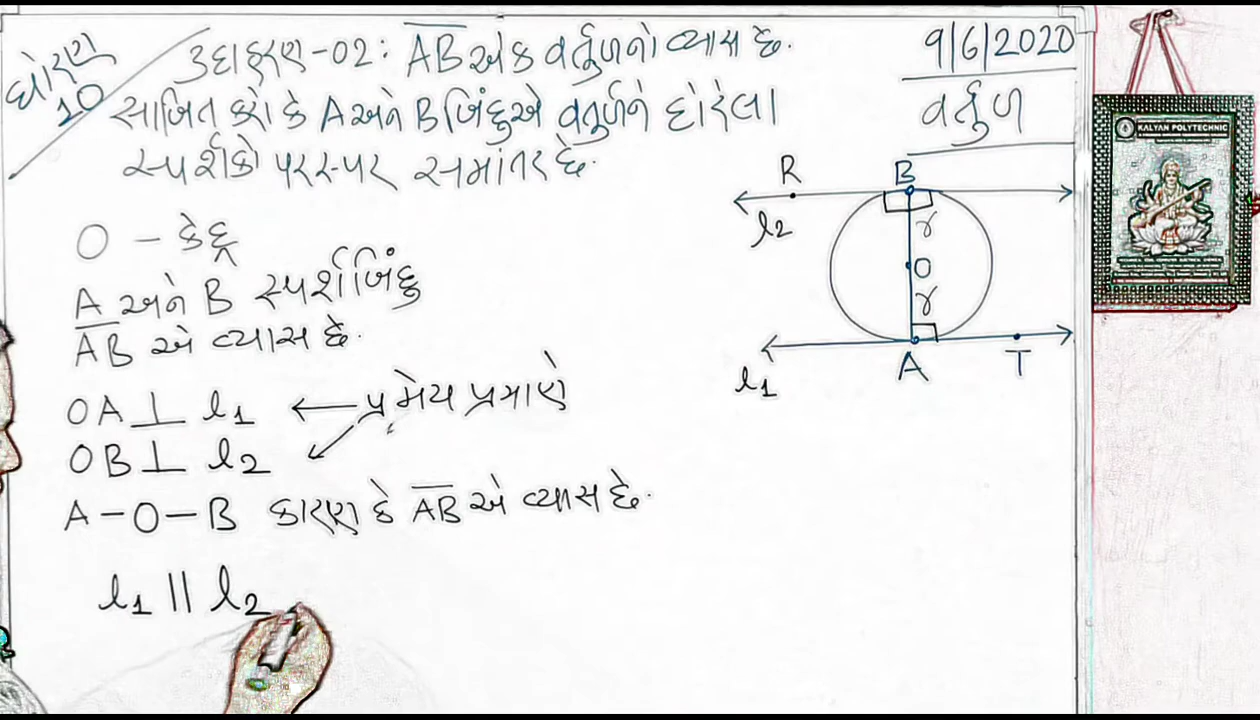 ધોરણ
10
ઉદાહરણ-02: AB એક વર્તુળનો વ્યાસ છે.
સાબિત કરો કે A અને B બિંદુએ વર્તુળને દોરેલા
સ્પર્શકો પરસ્પર સમાંતર છે.
9/6/2020
વર્તુળ
KALYAN POLYTECHNIC
R B
l2
r
O
r
A T
l1
O - કેન્દ્ર
A અને B સ્પર્શબિંદુ
AB એ વ્યાસ છે.
OA ⊥ l1 ← પ્રમેય પ્રમાણે
OB ⊥ l2
A-O-B કારણ કે AB એ વ્યાસ છે.
l1 || l2